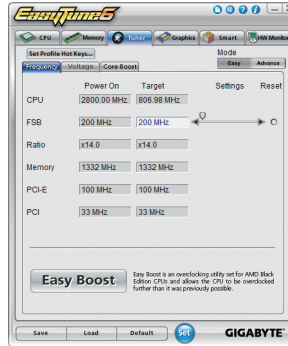 EasyTune6
CPU Memory Tuner Graphics Smart HW Monitor
Set Profile Hot Keys... Mode
Easy Advance
Frequency Voltage Core Boost
Power On Target Settings Reset
CPU 2800.00 MHz 806.98 MHz
FSB 200 MHz 200 MHz
Ratio x14.0 x14.0
Memory 1332 MHz 1332 MHz
PCI-E 100 MHz 100 MHz
PCI 33 MHz 33 MHz
Easy Boost
Easy Boost is an overclocking utility set for AMD Black
Edition CPUs and allows the CPU to be overclocked
further than it was previously possible.
Save Load Default Set GIGABYTE